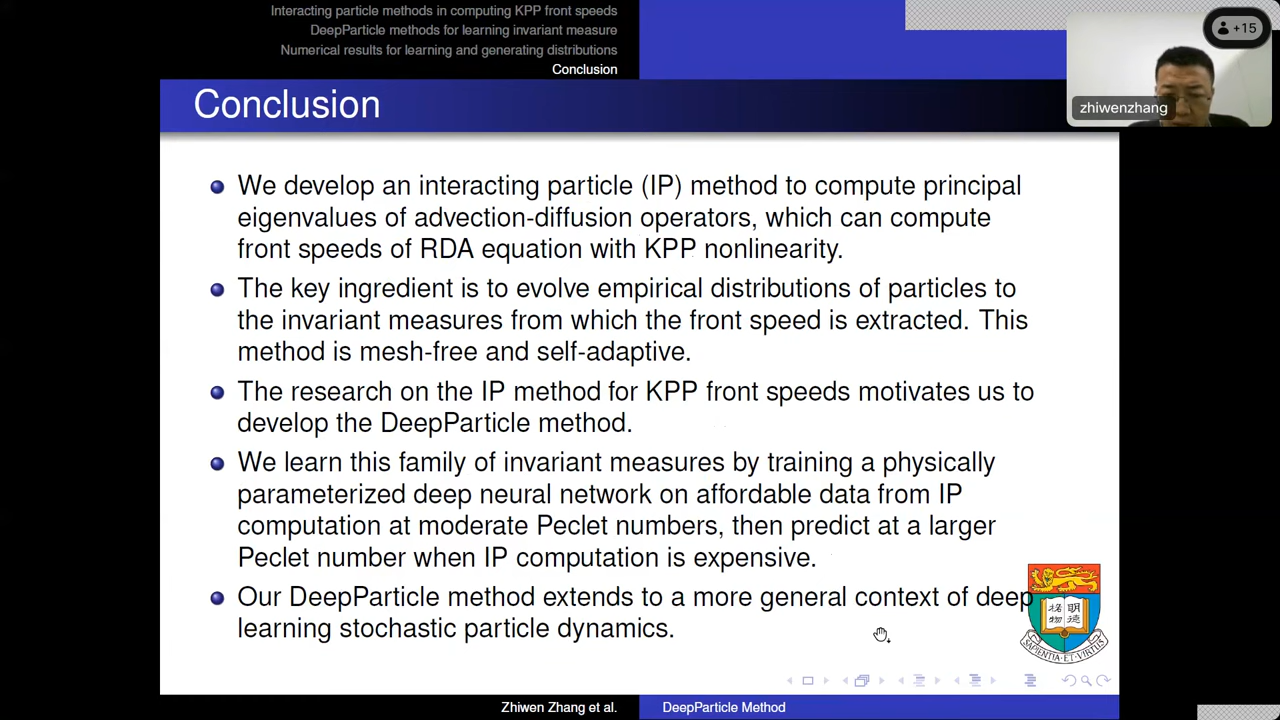 Interacting particle methods in computing KPP front speeds
DeepParticle methods for learning invariant measure
Numerical results for learning and generating distributions
Conclusion
+15
zhiwenzhang
Conclusion
We develop an interacting particle (IP) method to compute principal
eigenvalues of advection-diffusion operators, which can compute
front speeds of RDA equation with KPP nonlinearity.
The key ingredient is to evolve empirical distributions of particles to
the invariant measures from which the front speed is extracted. This
method is mesh-free and self-adaptive.
The research on the IP method for KPP front speeds motivates us to
develop the DeepParticle method.
We learn this family of invariant measures by training a physically
parameterized deep neural network on affordable data from IP
computation at moderate Peclet numbers, then predict at a larger
Peclet number when IP computation is expensive.
Our DeepParticle method extends to a more general context of deep
learning stochastic particle dynamics.
明德
格物
SAPIENTIA·ET·VIRTUS
Zhiwen Zhang et al.
DeepParticle Method